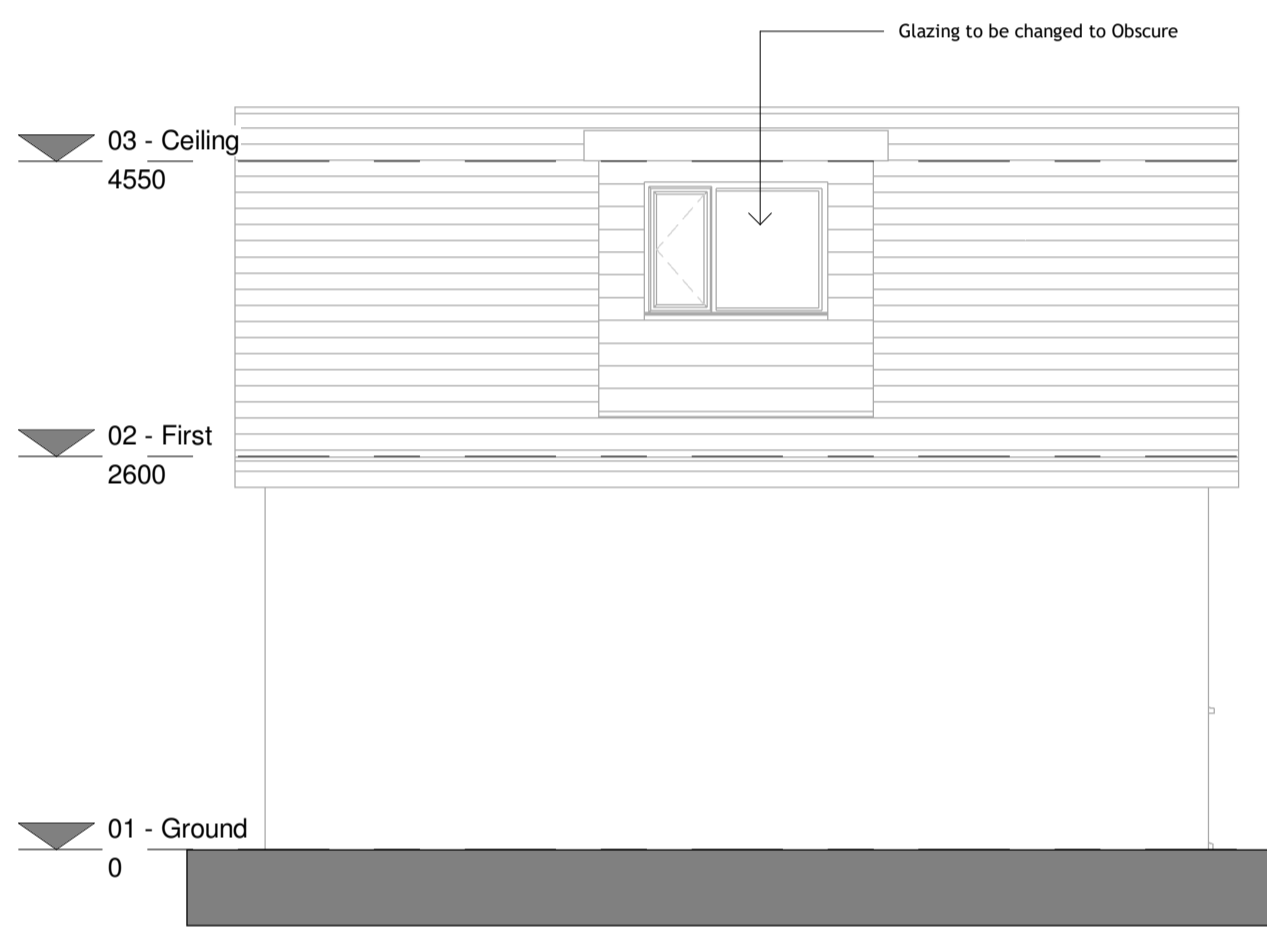 Glazing to be changed to Obscure
03 - Ceiling
4550
02 - First
2600
01 - Ground
0